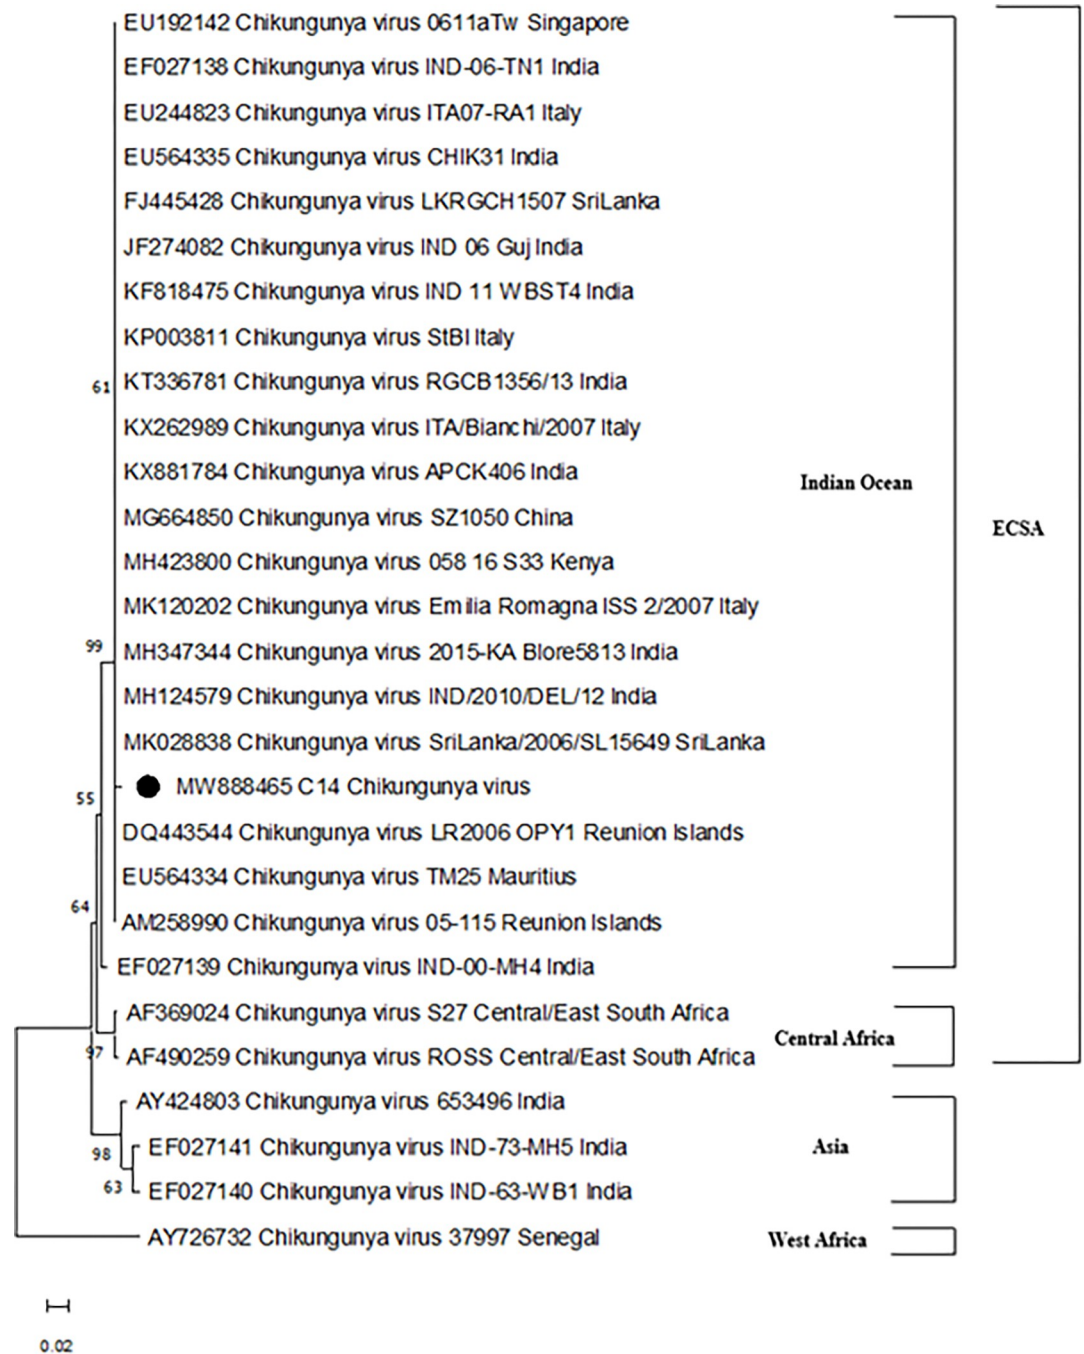 EU192142 Chikungunya virus 0611aTw Singapore
EF027138 Chikungunya virus IND-06-TN1 India
EU244823 Chikungunya virus ITA07-RA1 Italy
EU564335 Chikungunya virus CHIK31 India
FJ445428 Chikungunya virus LKRGCH1507 SriLanka
JF274082 Chikungunya virus IND 06 Guj India
KF818475 Chikungunya virus IND 11 WBST4 India
KP003811 Chikungunya virus StBI Italy
61 KT336781 Chikungunya virus RGCB1356/13 India
KX262989 Chikungunya virus ITA/Bianchi/2007 Italy
KX881784 Chikungunya virus APCK406 India
Indian Ocean
MG664850 Chikungunya virus SZ1050 China
ECSA
MH423800 Chikungunya virus 058 16 S33 Kenya
MK120202 Chikungunya virus Emilia Romagna ISS 2/2007 Italy
99 MH347344 Chikungunya virus 2015-KA Blore5813 India
MH124579 Chikungunya virus IND/2010/DEL/12 India
MK028838 Chikungunya virus SriLanka/2006/SL15649 SriLanka
MW888465 C14 Chikungunya virus
55
DQ443544 Chikungunya virus LR2006 OPY1 Reunion Islands
EU564334 Chikungunya virus TM25 Mauritius
64
AM258990 Chikungunya virus 05-115 Reunion Islands
EF027139 Chikungunya virus IND-00-MH4 India
AF369024 Chikungunya virus S27 Central/East South Africa
Central Africa
97 AF490259 Chikungunya virus ROSS Central/East South Africa
AY424803 Chikungunya virus 653496 India
EF027141 Chikungunya virus IND-73-MH5 India
Asia
98
63 EF027140 Chikungunya virus IND-63-WB1 India
AY726732 Chikungunya virus 37997 Senegal
West Africa
0.02